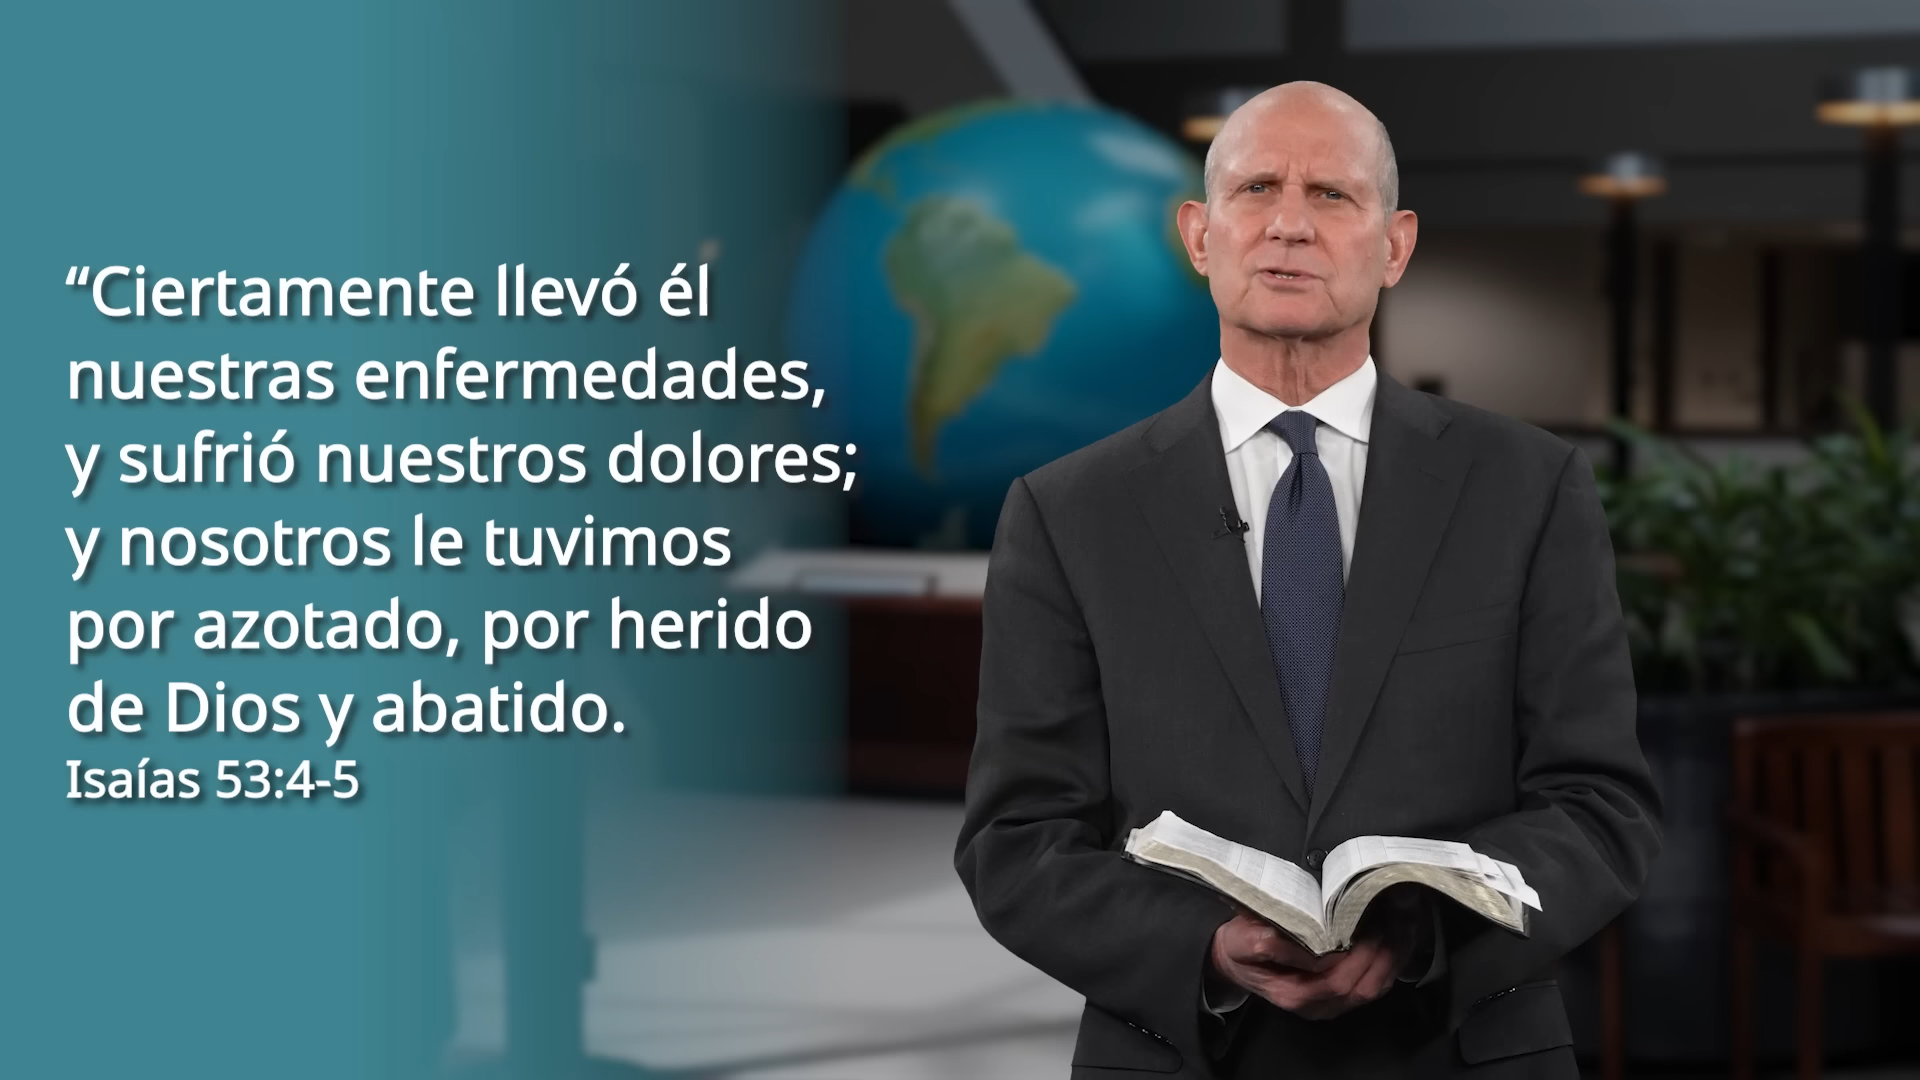 “Ciertamente llevó él
nuestras enfermedades,
y sufrió nuestros dolores;
y nosotros le tuvimos
por azotado, por herido
de Dios y abatido.
Isaías 53:4-5